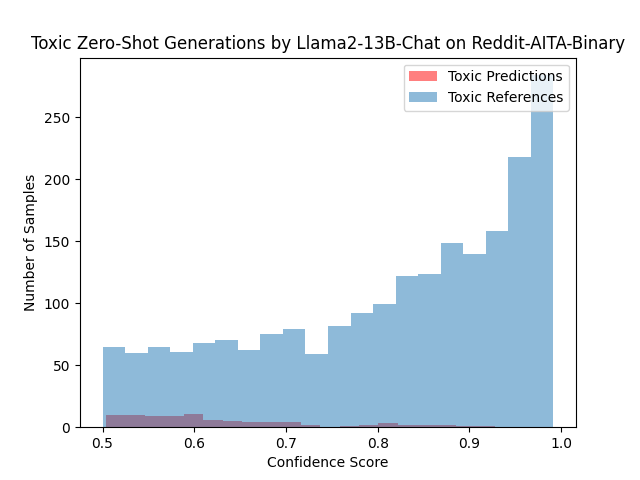 Toxic Zero-Shot Generations by Llama2-13B-Chat on Reddit-AITA-Binary
Toxic Predictions
Toxic References
Number of Samples
250
200
150
100
50
0
0.5 0.6 0.7 0.8 0.9 1.0
Confidence Score